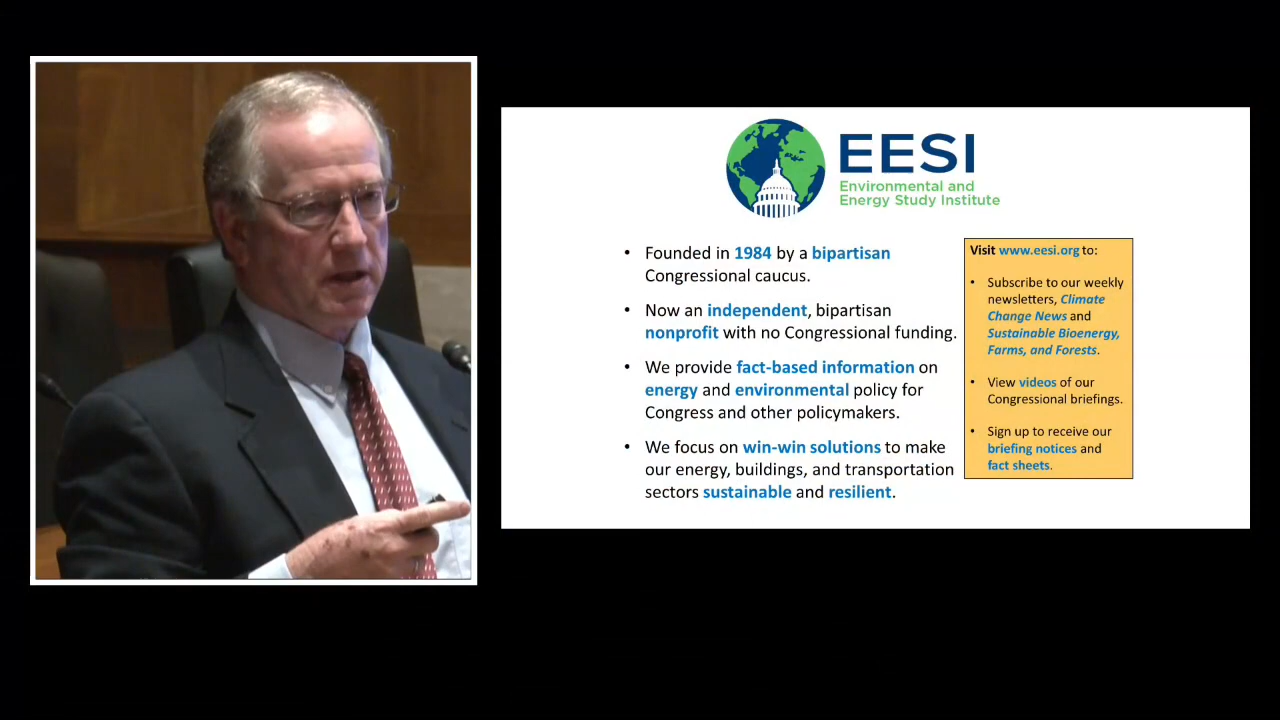 EESI
Environmental and
Energy Study Institute
• Founded in 1984 by a bipartisan
Congressional caucus.
• Now an independent, bipartisan
nonprofit with no Congressional funding.
• We provide fact-based information on
energy and environmental policy for
Congress and other policymakers.
• We focus on win-win solutions to make
our energy, buildings, and transportation
sectors sustainable and resilient.
Visit www.eesi.org to:
• Subscribe to our weekly
newsletters, Climate
Change News and
Sustainable Bioenergy,
Farms, and Forests.
• View videos of our
Congressional briefings.
• Sign up to receive our
briefing notices and
fact sheets.